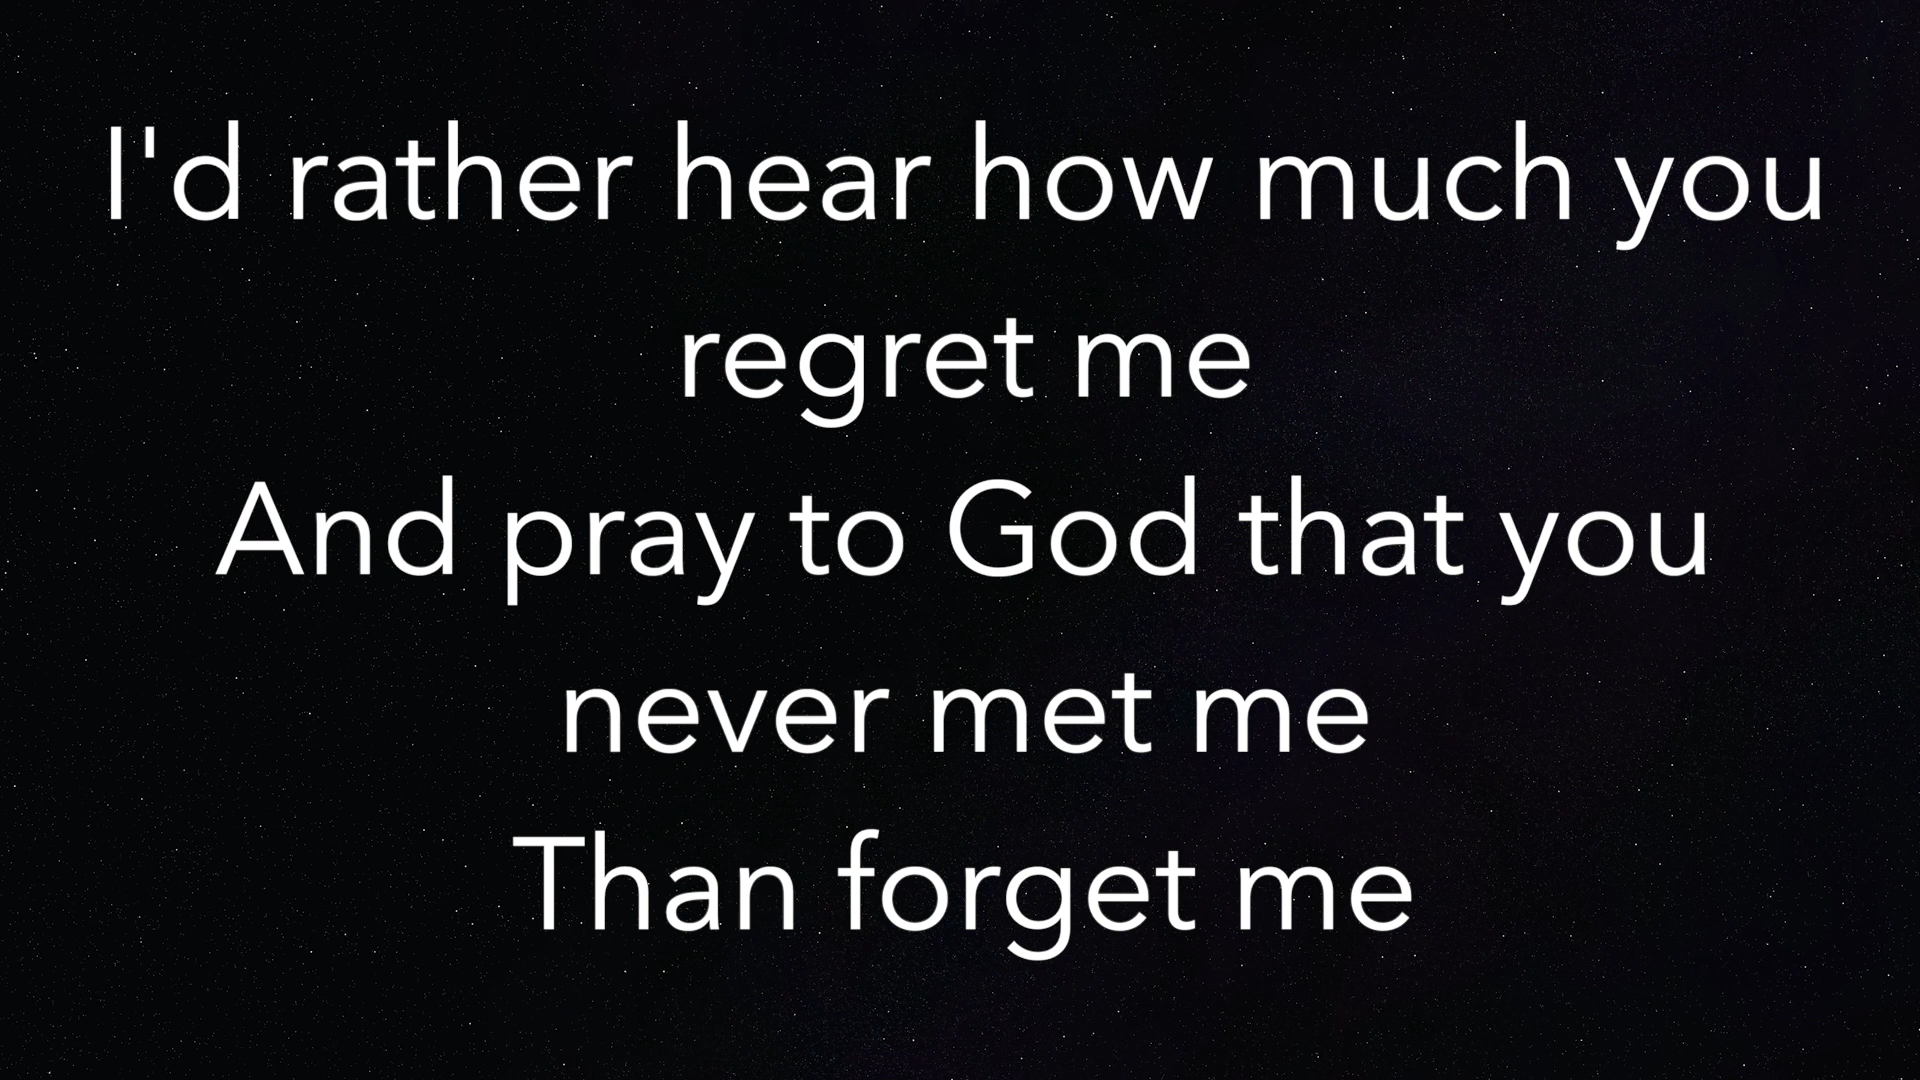 I'd rather hear how much you
regret me
And pray to God that you
never met me
Than forget me